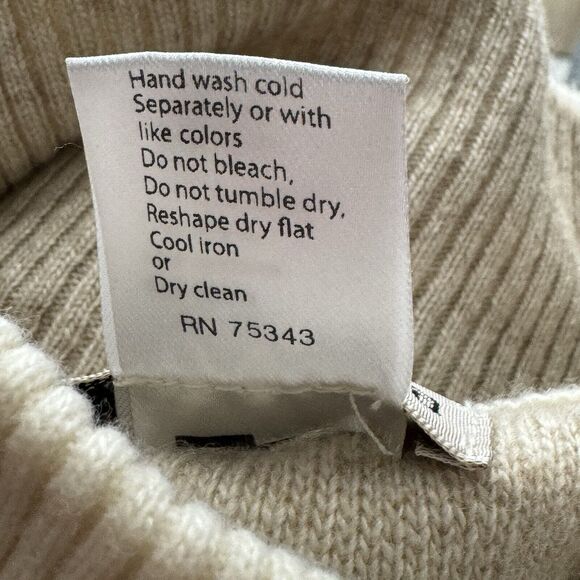 Hand wash cold
Separately or with
like colors
Do not bleach,
Do not tumble dry,
Reshape dry flat
Cool iron
or
Dry clean
RN 75343